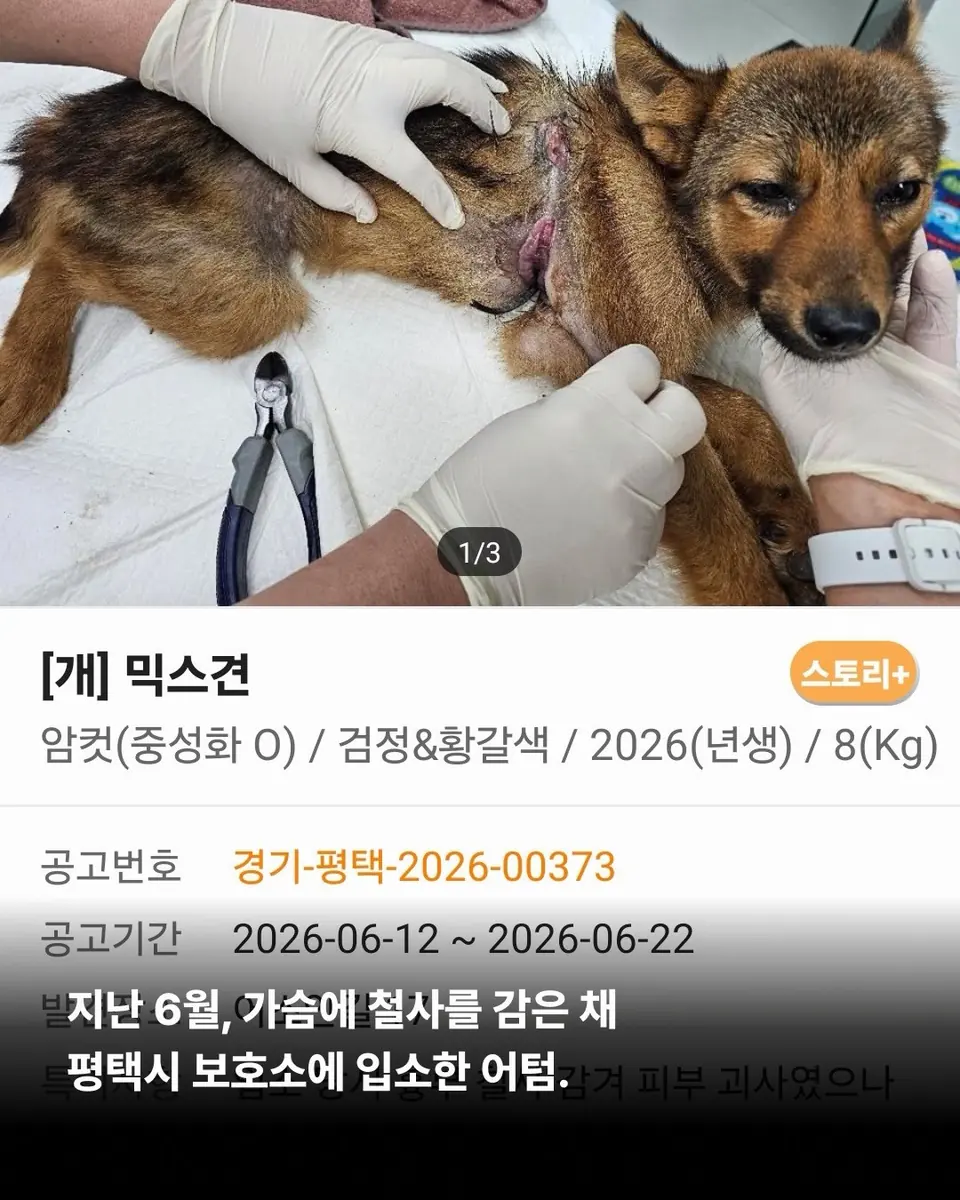 1/3
[개] 믹스견
스토리+
암컷(중성화 O) / 검정&황갈색 / 2026(년생) / 8(Kg)
공고번호 경기-평택-2026-00373
공고기간 2026-06-12 ~ 2026-06-22
지난 6월, 가슴에 철사를 감은 채
평택시 보호소에 입소한 어텀.
감겨 피부 괴사였으나